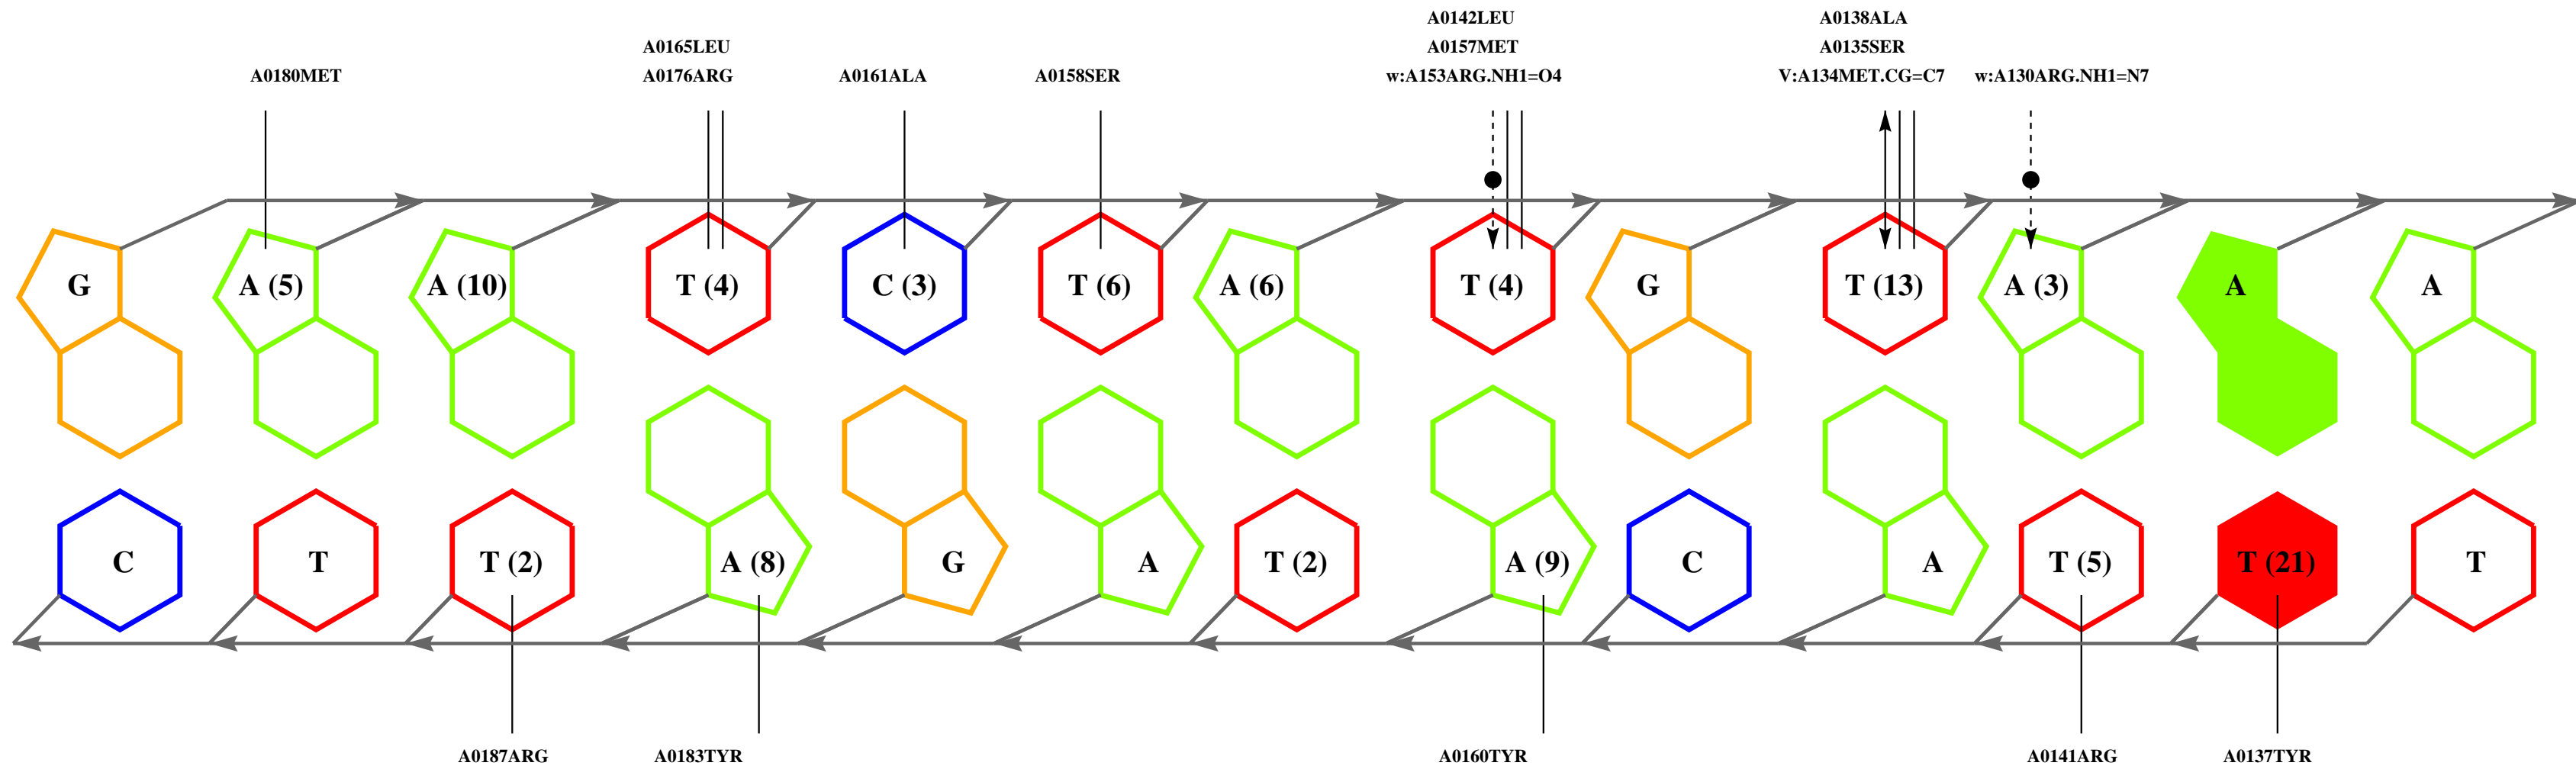 A0142LEU A0138ALA
A0165LEU A0157MET A0135SER
A0180MET A0176ARG A0161ALA A0158SER w:A153ARG.NH1=O4 V:A134MET.CG=C7 w:A130ARG.NH1=N7
G A (5) A (10) T (4) C (3) T (6) A (6) T (4) G T (13) A (3) A A
C T T (2) A (8) G A T (2) A (9) C A T (5) T (21) T
A0187ARG A0183TYR A0160TYR A0141ARG A0137TYR